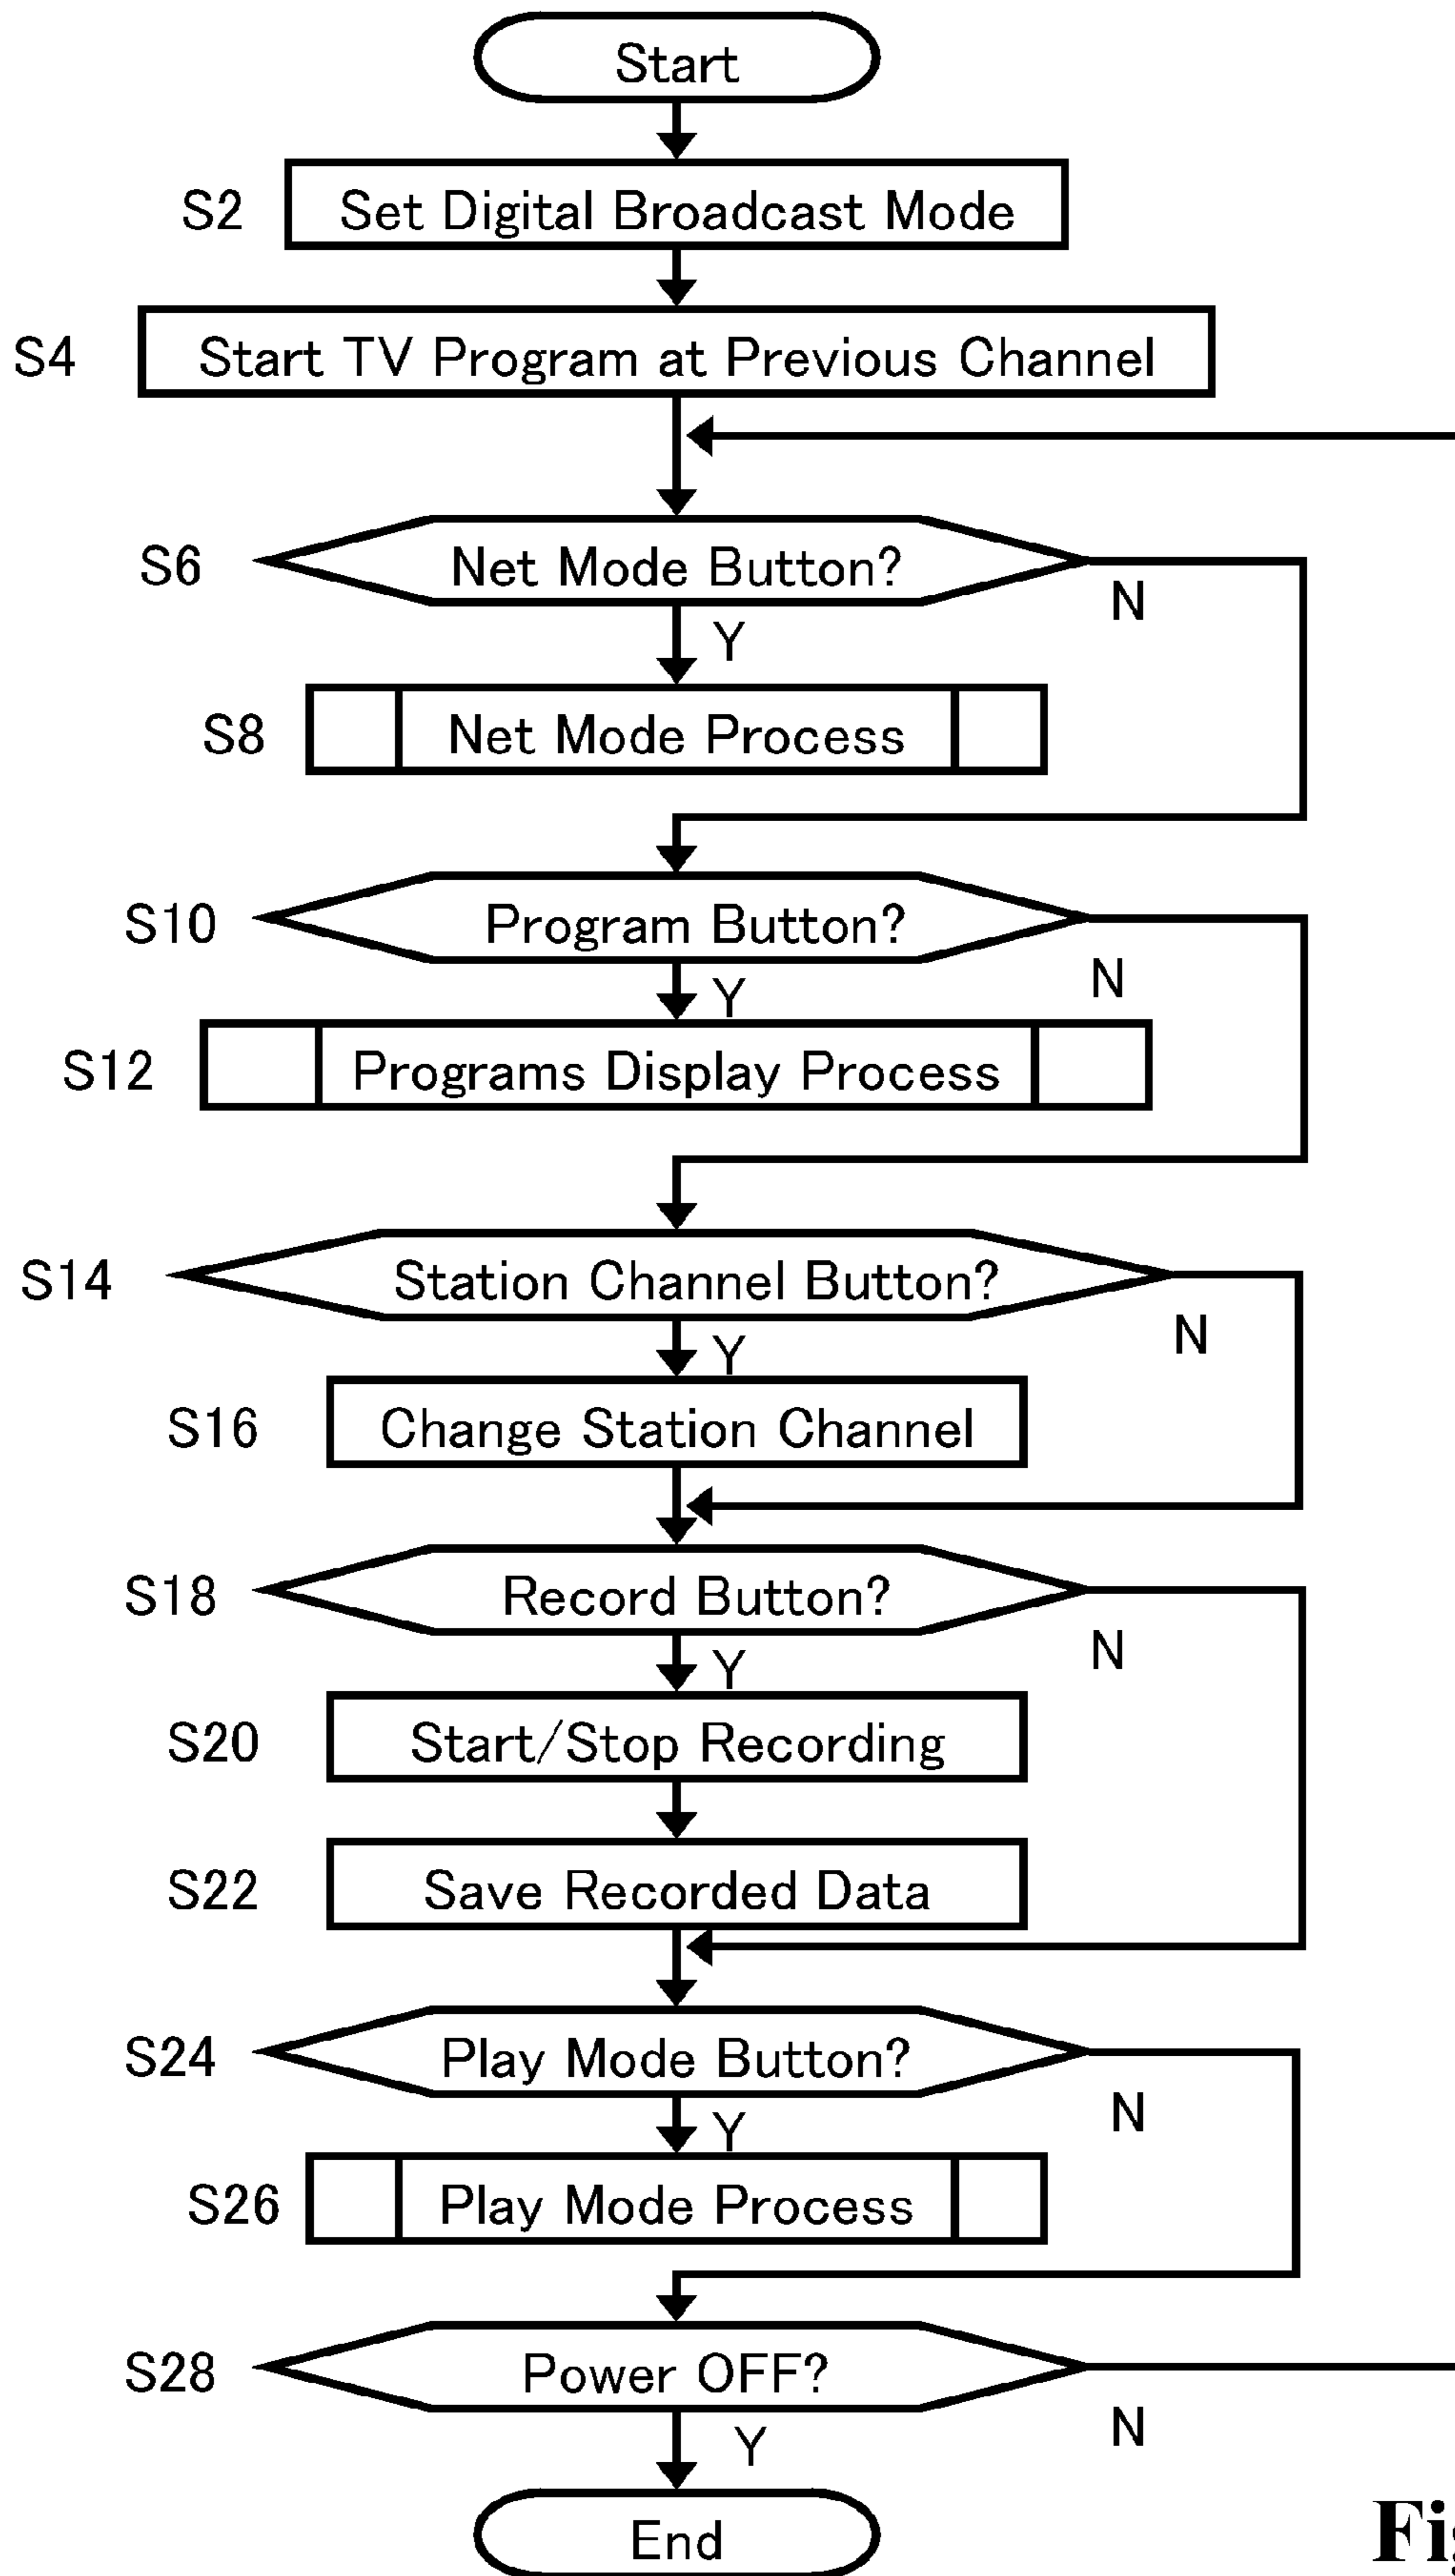 Start
S2 Set Digital Broadcast Mode
S4 Start TV Program at Previous Channel
S6 Net Mode Button?
N
Y
S8 Net Mode Process
S10 Program Button?
N
Y
S12 Programs Display Process
S14 Station Channel Button?
N
Y
S16 Change Station Channel
S18 Record Button?
N
Y
S20 Start/Stop Recording
S22 Save Recorded Data
S24 Play Mode Button?
N
Y
S26 Play Mode Process
S28 Power OFF?
N
Y
End